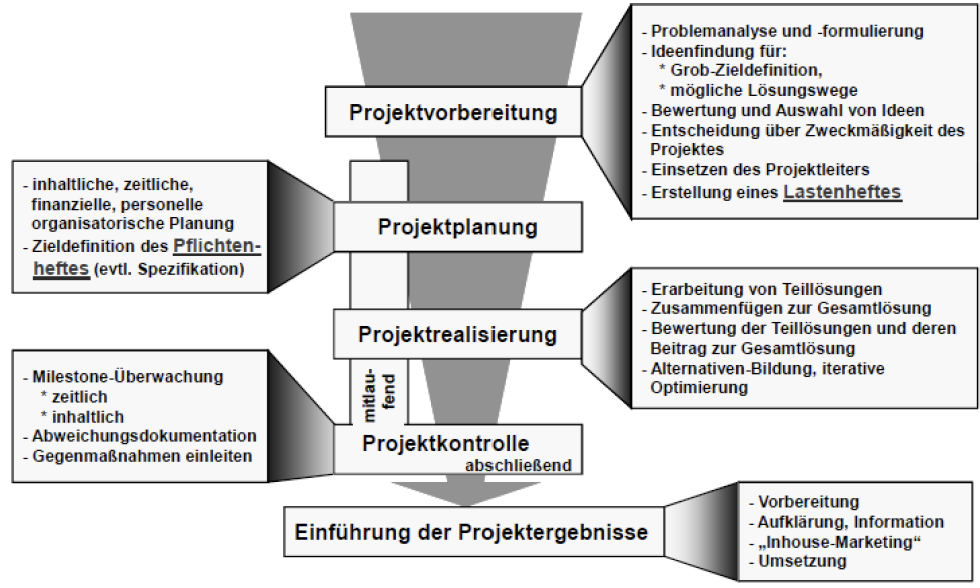 Projektvorbereitung
- Problemanalyse und -formulierung
- Ideenfindung für:
* Grob-Zieldefinition,
* mögliche Lösungswege
- Bewertung und Auswahl von Ideen
- Entscheidung über Zweckmäßigkeit des
Projektes
- Einsetzen des Projektleiters
- Erstellung eines Lastenheftes
- inhaltliche, zeitliche,
finanzielle, personelle
organisatorische Planung
- Zieldefinition des Pflichten-
heftes (evtl. Spezifikation)
Projektplanung
Projektrealisierung
- Erarbeitung von Teillösungen
- Zusammenfügen zur Gesamtlösung
- Bewertung der Teillösungen und deren
Beitrag zur Gesamtlösung
- Alternativen-Bildung, iterative
Optimierung
- Milestone-Überwachung
* zeitlich
* inhaltlich
- Abweichungsdokumentation
- Gegenmaßnahmen einleiten
mitlau-
fend
Projektkontrolle
abschließend
Einführung der Projektergebnisse
- Vorbereitung
- Aufklärung, Information
- „Inhouse-Marketing“
- Umsetzung